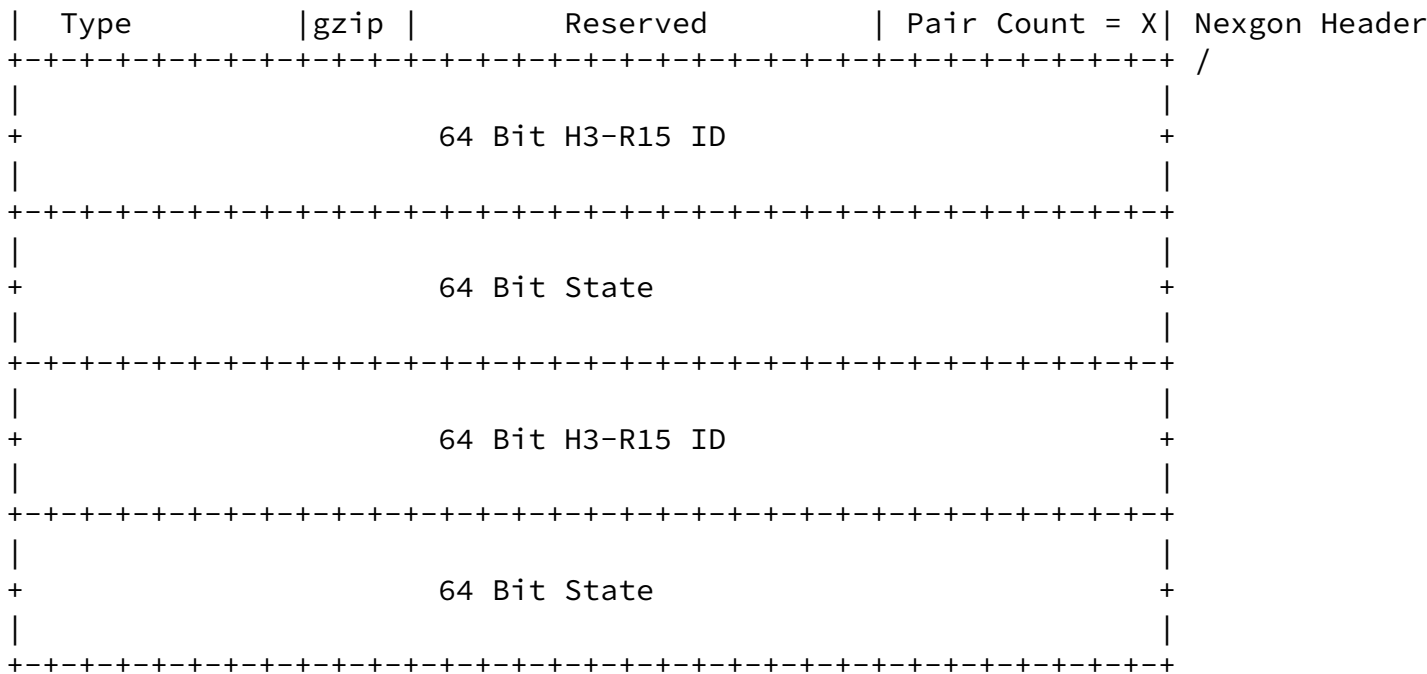 |  Type         |gzip |       Reserved         | Pair Count = X| Nexgon Header
+-+-+-+-+-+-+-+-+-+-+-+-+-+-+-+-+-+-+-+-+-+-+-+-+-+-+-+-+-+-+-+-+ /
|                                                               |
+                       64 Bit H3-R15 ID                        +
|                                                               |
+-+-+-+-+-+-+-+-+-+-+-+-+-+-+-+-+-+-+-+-+-+-+-+-+-+-+-+-+-+-+-+-+
|                                                               |
+                       64 Bit State                            +
|                                                               |
+-+-+-+-+-+-+-+-+-+-+-+-+-+-+-+-+-+-+-+-+-+-+-+-+-+-+-+-+-+-+-+-+
|                                                               |
+                       64 Bit H3-R15 ID                        +
|                                                               |
+-+-+-+-+-+-+-+-+-+-+-+-+-+-+-+-+-+-+-+-+-+-+-+-+-+-+-+-+-+-+-+-+
|                                                               |
+                       64 Bit State                            +
|                                                               |
+-+-+-+-+-+-+-+-+-+-+-+-+-+-+-+-+-+-+-+-+-+-+-+-+-+-+-+-+-+-+-+-+